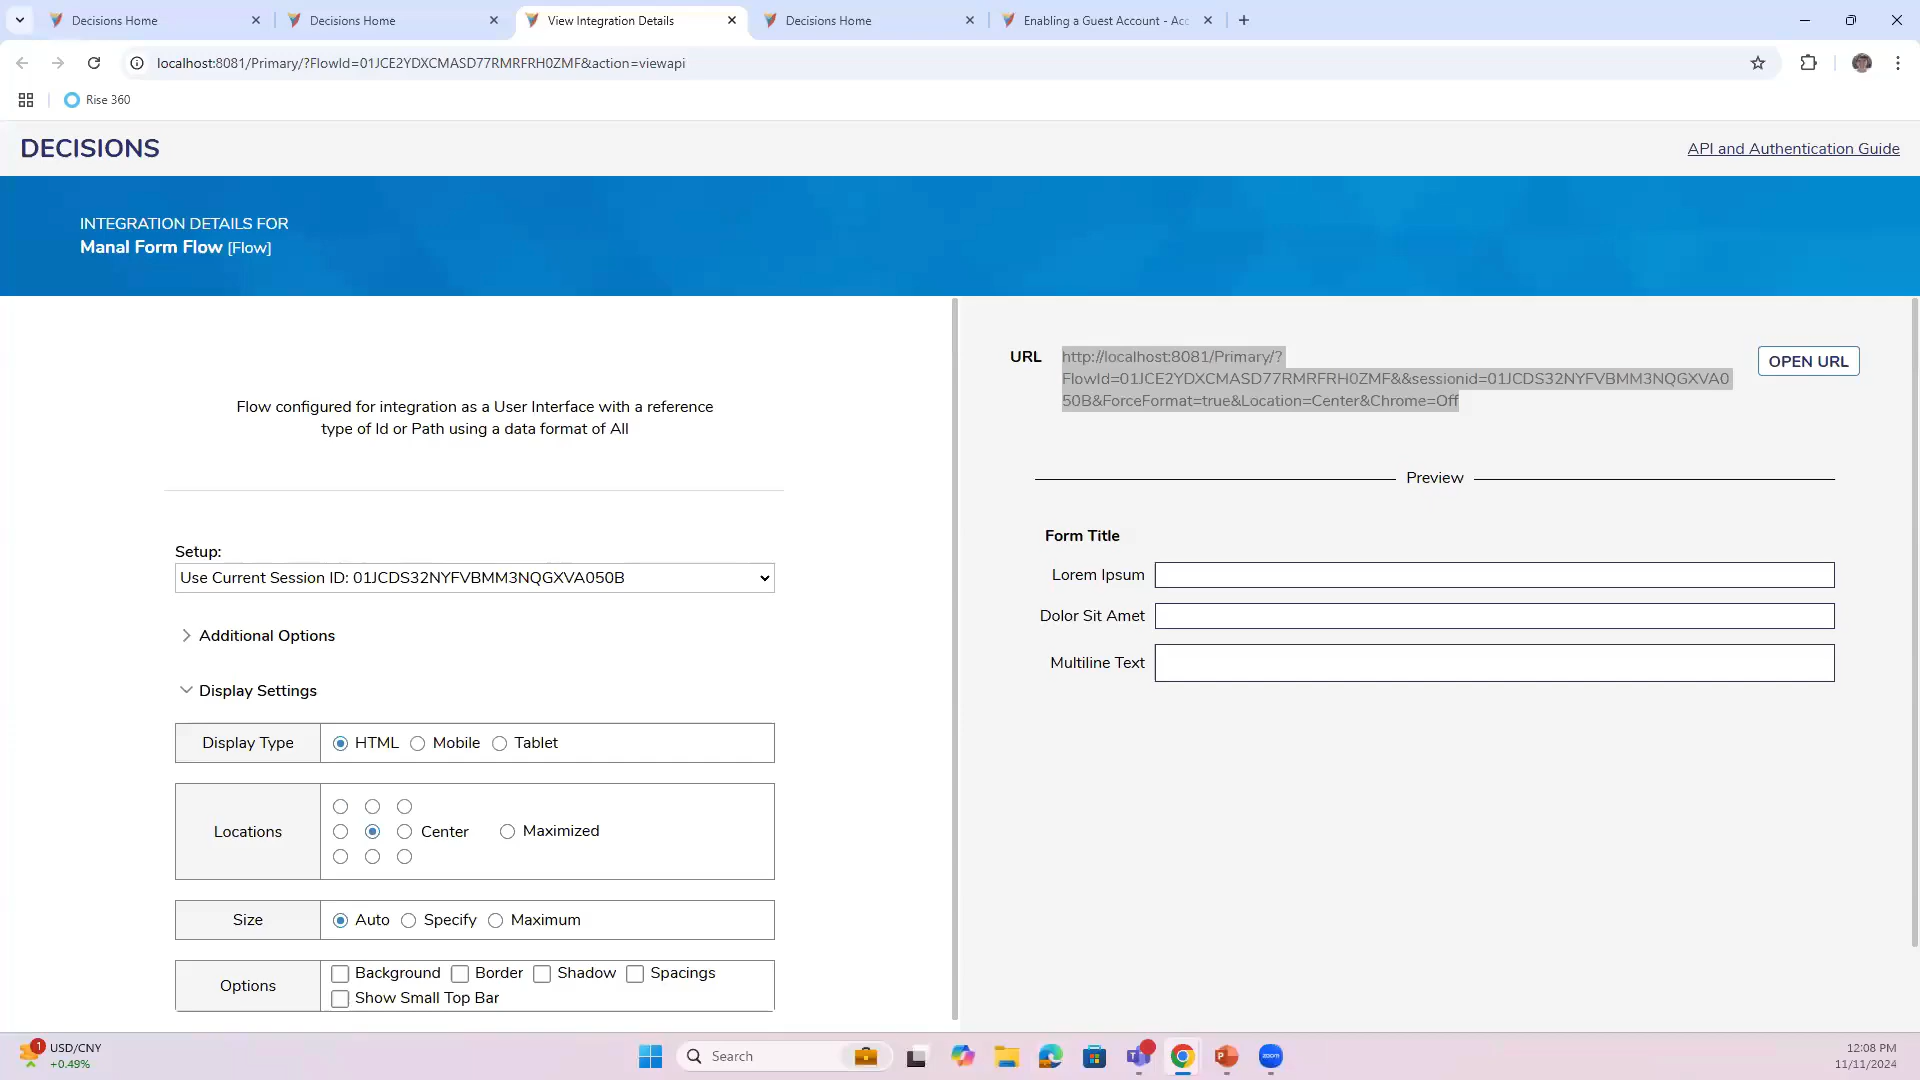 Decisions Home
Decisions Home
View Integration Details
Decisions Home
Enabling a Guest Account - Acc
localhost:8081/Primary/?FlowId=01JCE2YDXCMASD77RMRFRH0ZMF&action=viewapi
Rise 360
DECISIONS
API and Authentication Guide
INTEGRATION DETAILS FOR
Manal Form Flow [Flow]
Flow configured for integration as a User Interface with a reference
type of Id or Path using a data format of All
Setup:
Use Current Session ID: 01JCDS32NYFVBMM3NQGXVA050B
Additional Options
Display Settings
Display Type
HTML Mobile Tablet
Locations
Center Maximized
Size
Auto Specify Maximum
Options
Background Border Shadow Spacings
Show Small Top Bar
URL
http://localhost:8081/Primary/?
FlowId=01JCE2YDXCMASD77RMRFRH0ZMF&&sessionid=01JCDS32NYFVBMM3NQGXVA0
50B&ForceFormat=true&Location=Center&Chrome=Off
OPEN URL
Preview
Form Title
Lorem Ipsum
Dolor Sit Amet
Multiline Text
1
USD/CNY
+0.49%
Search
zoom
12:08 PM
11/11/2024